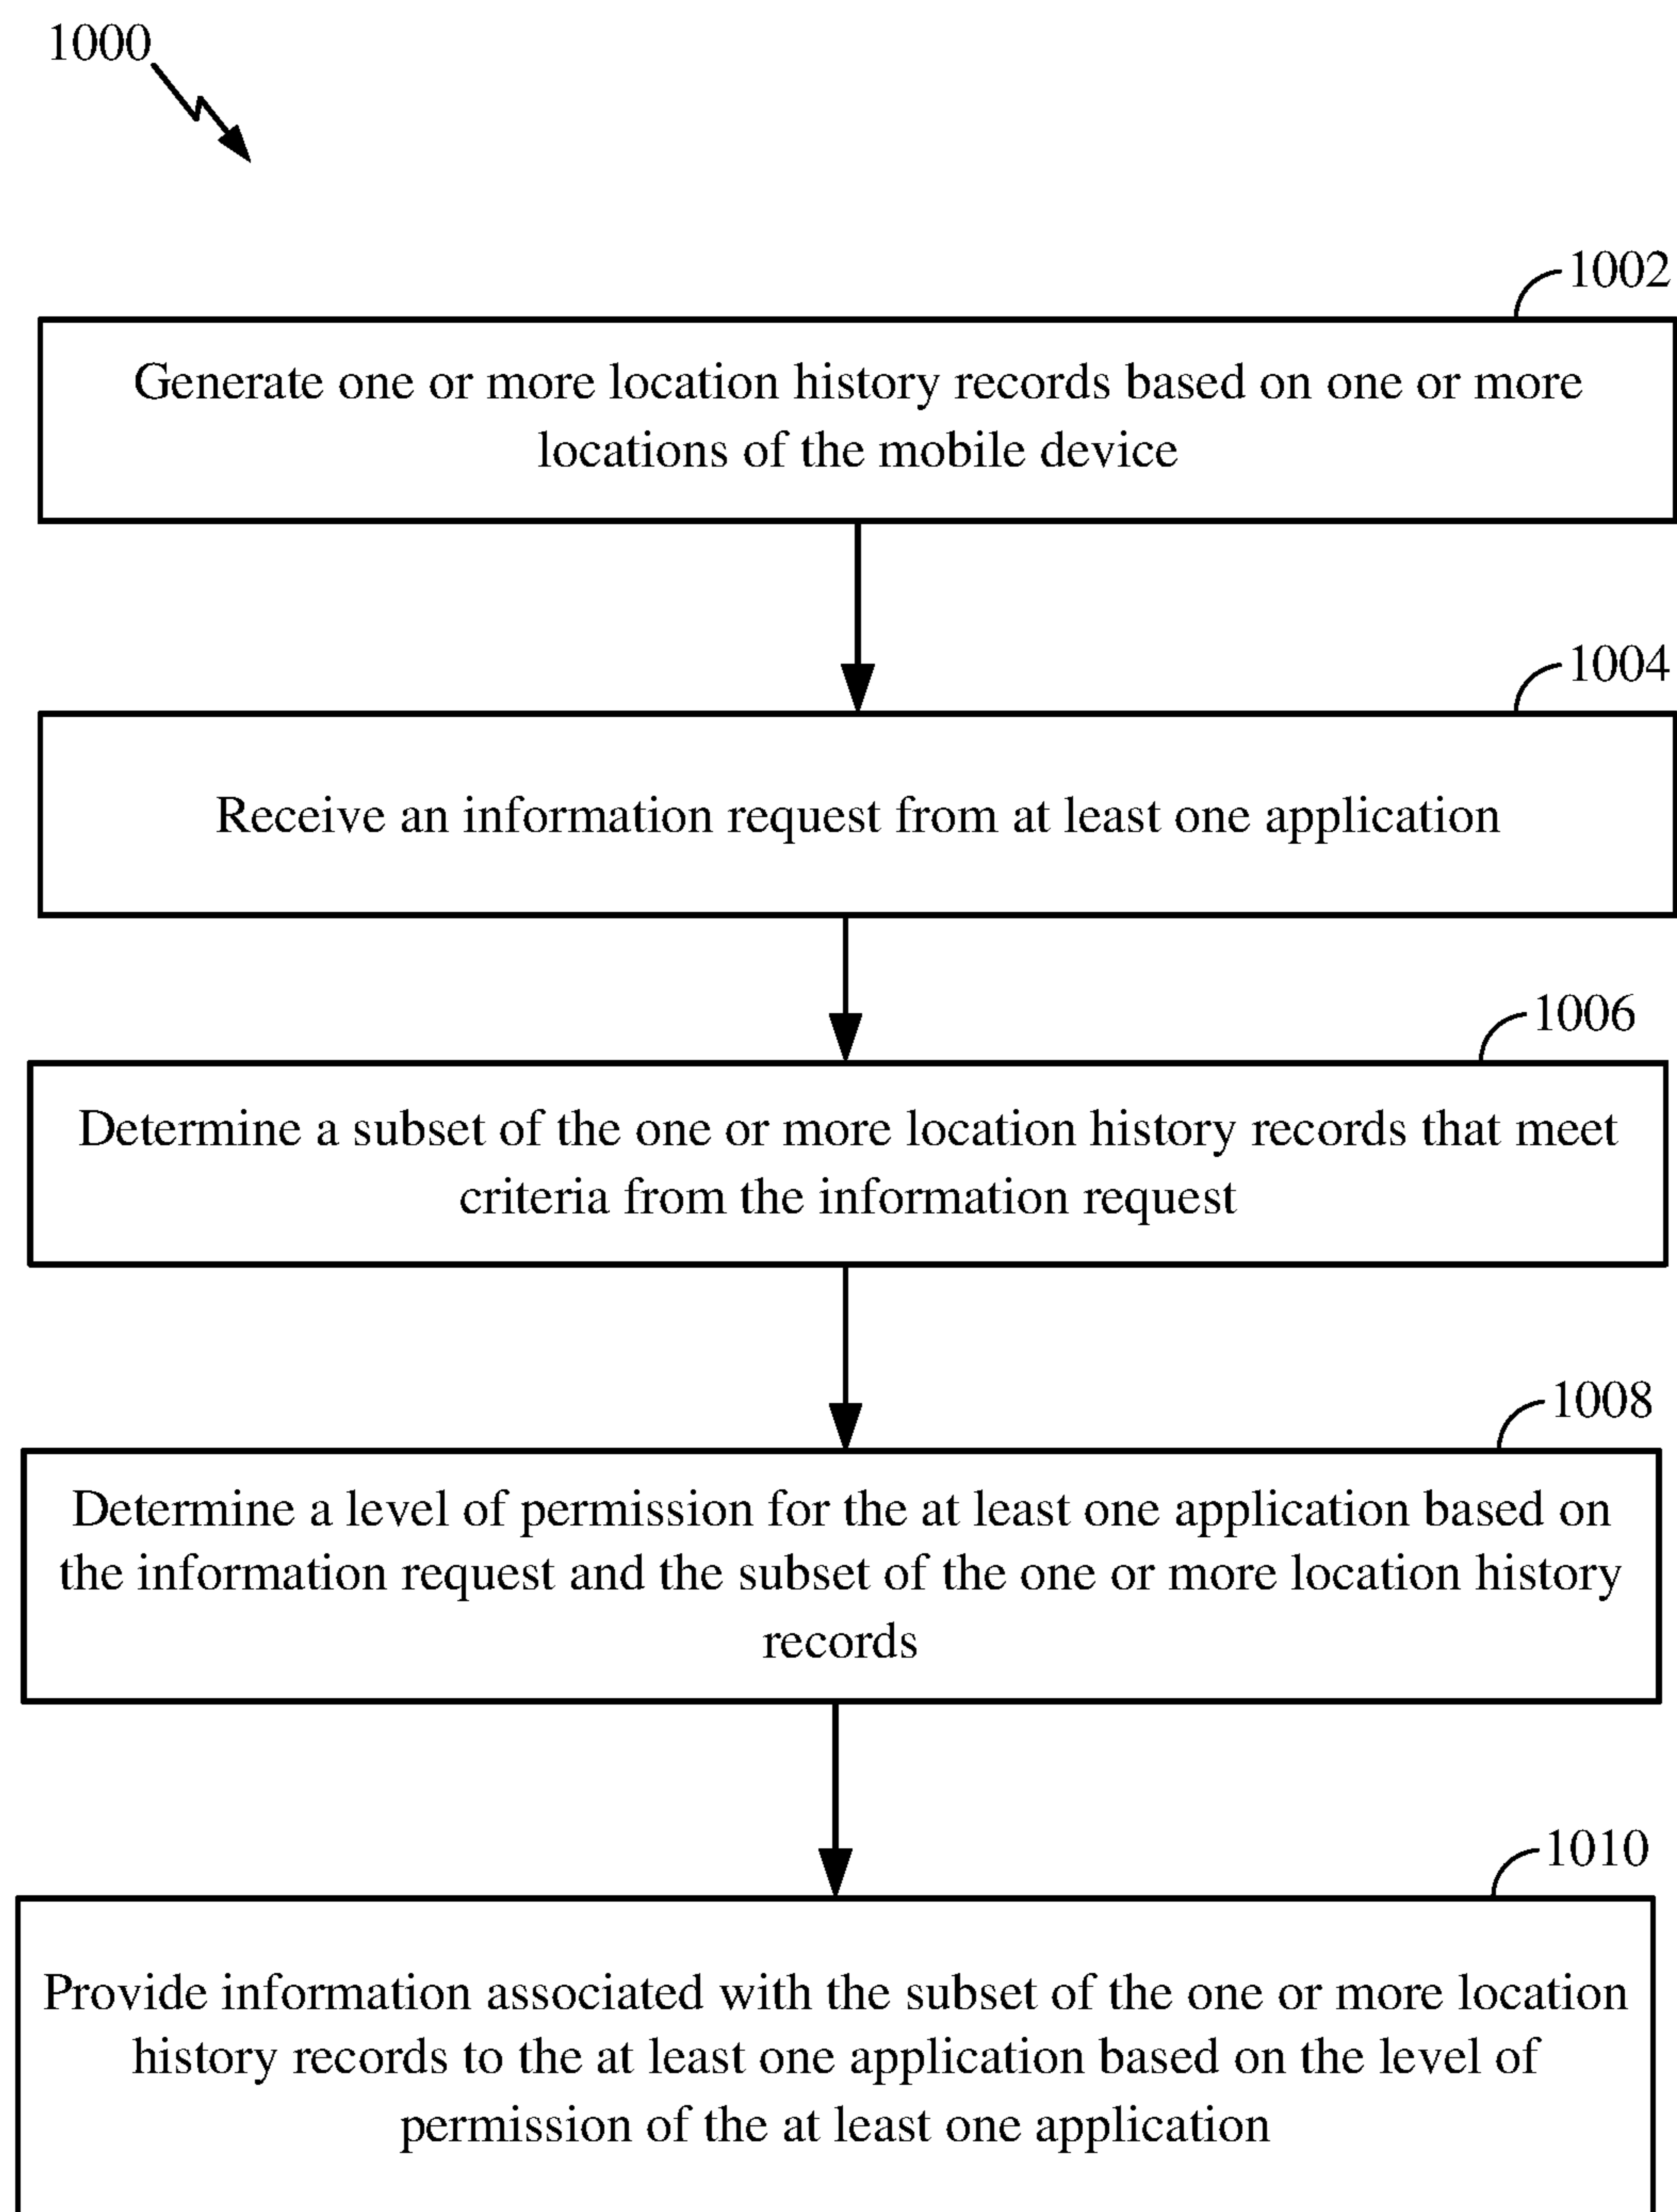 1000
1002
Generate one or more location history records based on one or more
locations of the mobile device
1004
Receive an information request from at least one application
1006
Determine a subset of the one or more location history records that meet
criteria from the information request
1008
Determine a level of permission for the at least one application based on
the information request and the subset of the one or more location history
records
1010
Provide information associated with the subset of the one or more location
history records to the at least one application based on the level of
permission of the at least one application